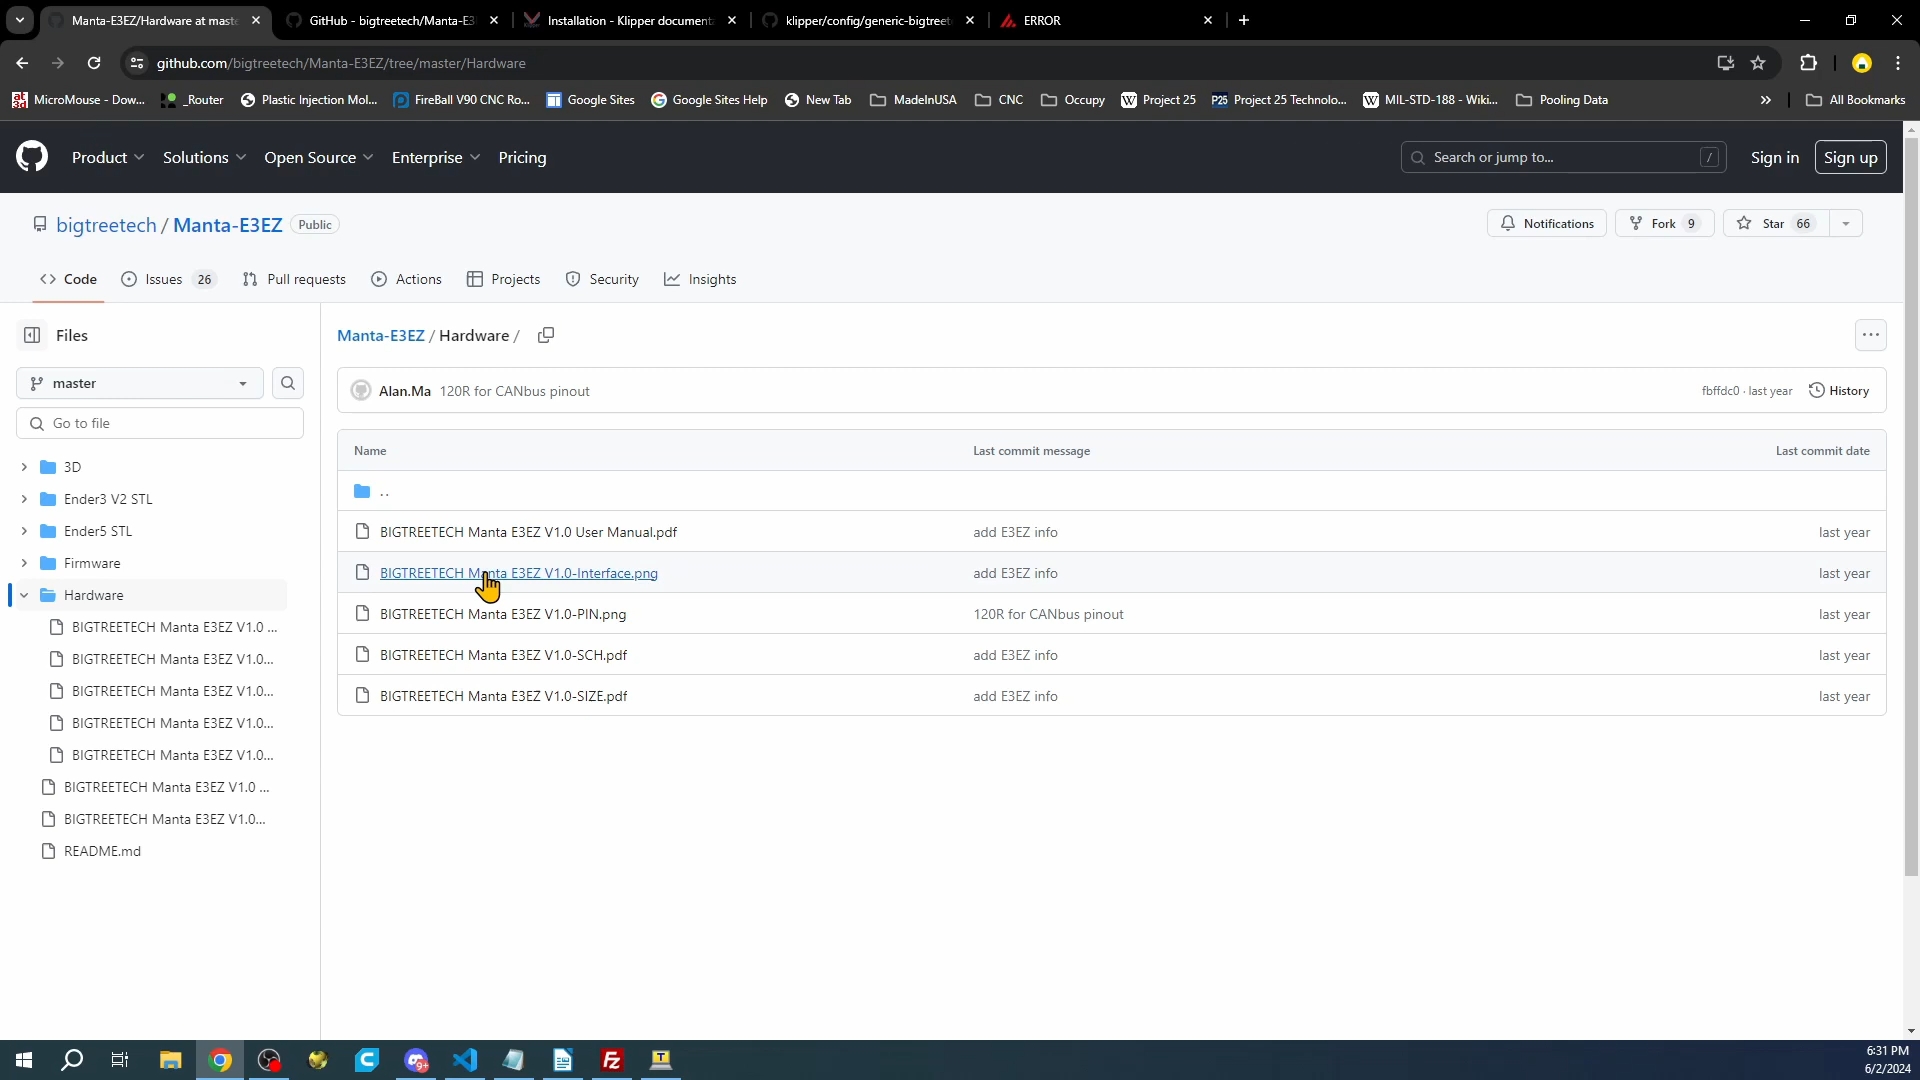 Manta-E3EZ/Hardware at maste
GitHub - bigtreetech/Manta-E3
Installation - Klipper documenta
klipper/config/generic-bigtreet
ERROR
github.com/bigtreetech/Manta-E3EZ/tree/master/Hardware
MicroMouse - Dow...
_Router
Plastic Injection Mol...
FireBall V90 CNC Ro...
Google Sites
Google Sites Help
New Tab
MadeInUSA
CNC
Occupy
Project 25
P25 Project 25 Technolo...
MIL-STD-188 - Wiki...
Pooling Data
All Bookmarks
Product
Solutions
Open Source
Enterprise
Pricing
Search or jump to...
/
Sign in
Sign up
bigtreetech / Manta-E3EZ
Public
Notifications
Fork 9
Star 66
Code
Issues 26
Pull requests
Actions
Projects
Security
Insights
Files
Manta-E3EZ / Hardware /
master
Alan.Ma 120R for CANbus pinout
fbffdc0 · last year
History
Go to file
Name Last commit message Last commit date
3D
..
Ender3 V2 STL
BIGTREETECH Manta E3EZ V1.0 User Manual.pdf add E3EZ info last year
Ender5 STL
BIGTREETECH Manta E3EZ V1.0-Interface.png add E3EZ info last year
Firmware
BIGTREETECH Manta E3EZ V1.0-PIN.png 120R for CANbus pinout last year
Hardware
BIGTREETECH Manta E3EZ V1.0-SCH.pdf add E3EZ info last year
BIGTREETECH Manta E3EZ V1.0-SIZE.pdf add E3EZ info last year
BIGTREETECH Manta E3EZ V1.0 ...
BIGTREETECH Manta E3EZ V1.0...
BIGTREETECH Manta E3EZ V1.0...
BIGTREETECH Manta E3EZ V1.0...
BIGTREETECH Manta E3EZ V1.0...
BIGTREETECH Manta E3EZ V1.0 ...
BIGTREETECH Manta E3EZ V1.0...
README.md
6:31 PM
6/2/2024